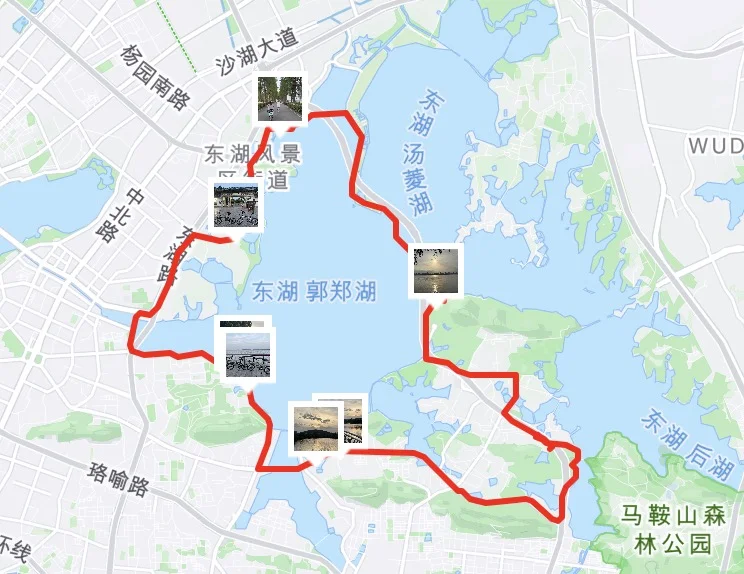 沙湖大道
杨园南路
东湖 汤菱湖
东湖风景
区街道
WUD
中北路
东湖路
东湖 郭郑湖
东湖 后湖
珞喻路
马鞍山森
林公园
环线